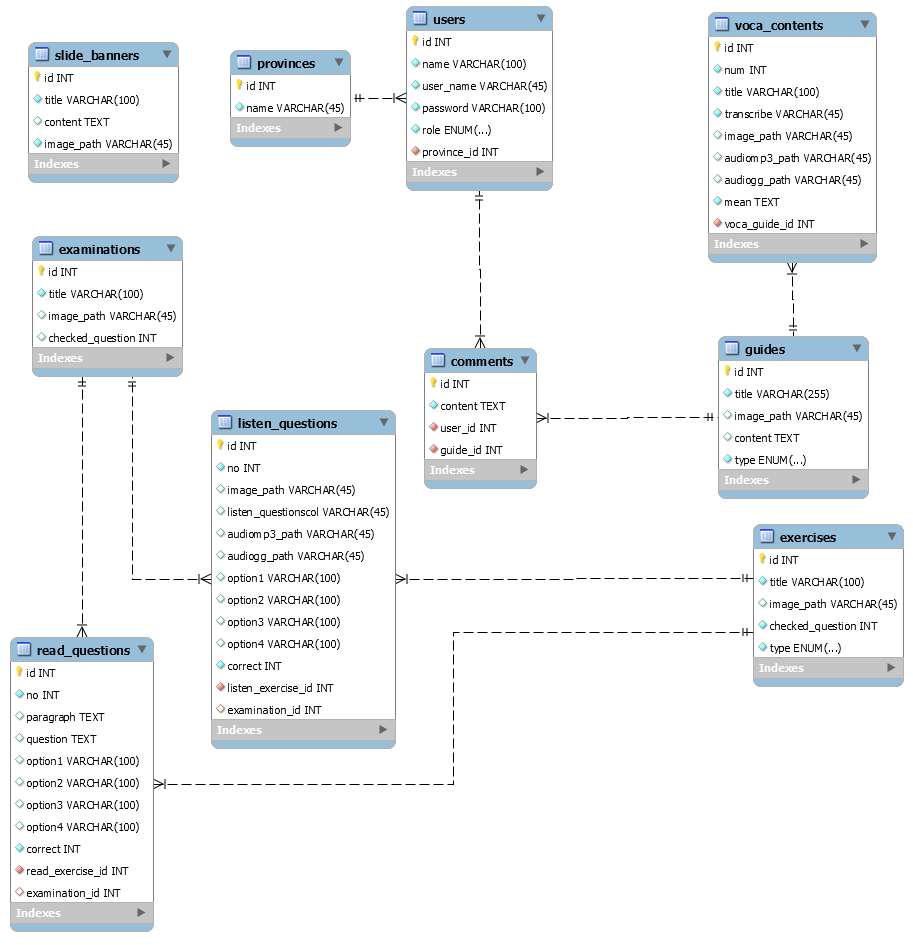 slide_banners
id INT
title VARCHAR(100)
content TEXT
image_path VARCHAR(45)
Indexes
provinces
id INT
name VARCHAR(45)
Indexes
users
id INT
name VARCHAR(100)
user_name VARCHAR(45)
password VARCHAR(100)
role ENUM(...)
province_id INT
Indexes
voca_contents
id INT
num INT
title VARCHAR(100)
transcribe VARCHAR(45)
image_path VARCHAR(45)
audiomp3_path VARCHAR(45)
audiogg_path VARCHAR(45)
mean TEXT
voca_guide_id INT
Indexes
examinations
id INT
title VARCHAR(100)
image_path VARCHAR(45)
checked_question INT
Indexes
comments
id INT
content TEXT
user_id INT
guide_id INT
Indexes
guides
id INT
title VARCHAR(255)
image_path VARCHAR(45)
content TEXT
type ENUM(...)
Indexes
listen_questions
id INT
no INT
image_path VARCHAR(45)
listen_questionscol VARCHAR(45)
audiomp3_path VARCHAR(45)
audiogg_path VARCHAR(45)
option1 VARCHAR(100)
option2 VARCHAR(100)
option3 VARCHAR(100)
option4 VARCHAR(100)
correct INT
listen_exercise_id INT
examination_id INT
Indexes
exercises
id INT
title VARCHAR(100)
image_path VARCHAR(45)
checked_question INT
type ENUM(...)
Indexes
read_questions
id INT
no INT
paragraph TEXT
question TEXT
option1 VARCHAR(100)
option2 VARCHAR(100)
option3 VARCHAR(100)
option4 VARCHAR(100)
correct INT
read_exercise_id INT
examination_id INT
Indexes